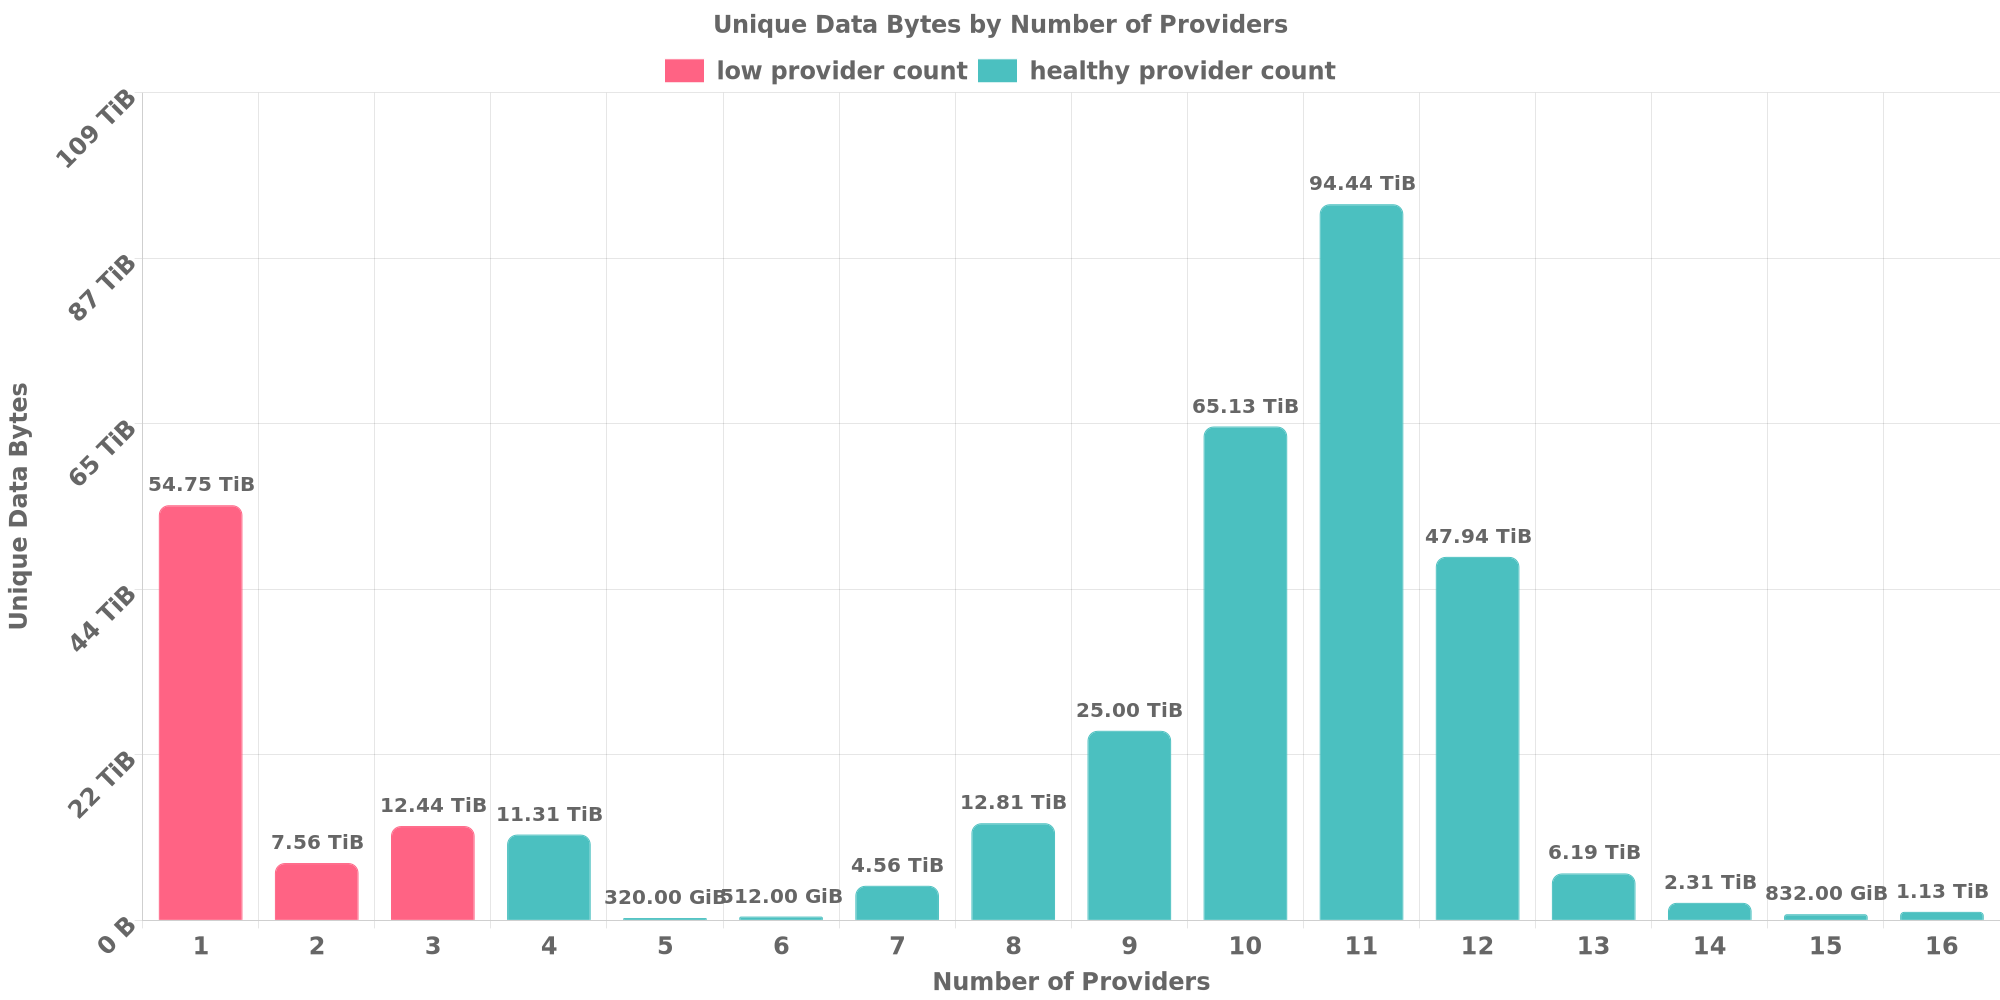 Unique Data Bytes by Number of Providers
low provider count
healthy provider count
Unique Data Bytes
109 TiB
87 TiB
65 TiB
44 TiB
22 TiB
0 B
54.75 TiB
7.56 TiB
12.44 TiB
11.31 TiB
320.00 GiB
512.00 GiB
4.56 TiB
12.81 TiB
25.00 TiB
65.13 TiB
94.44 TiB
47.94 TiB
6.19 TiB
2.31 TiB
832.00 GiB
1.13 TiB
1 2 3 4 5 6 7 8 9 10 11 12 13 14 15 16
Number of Providers